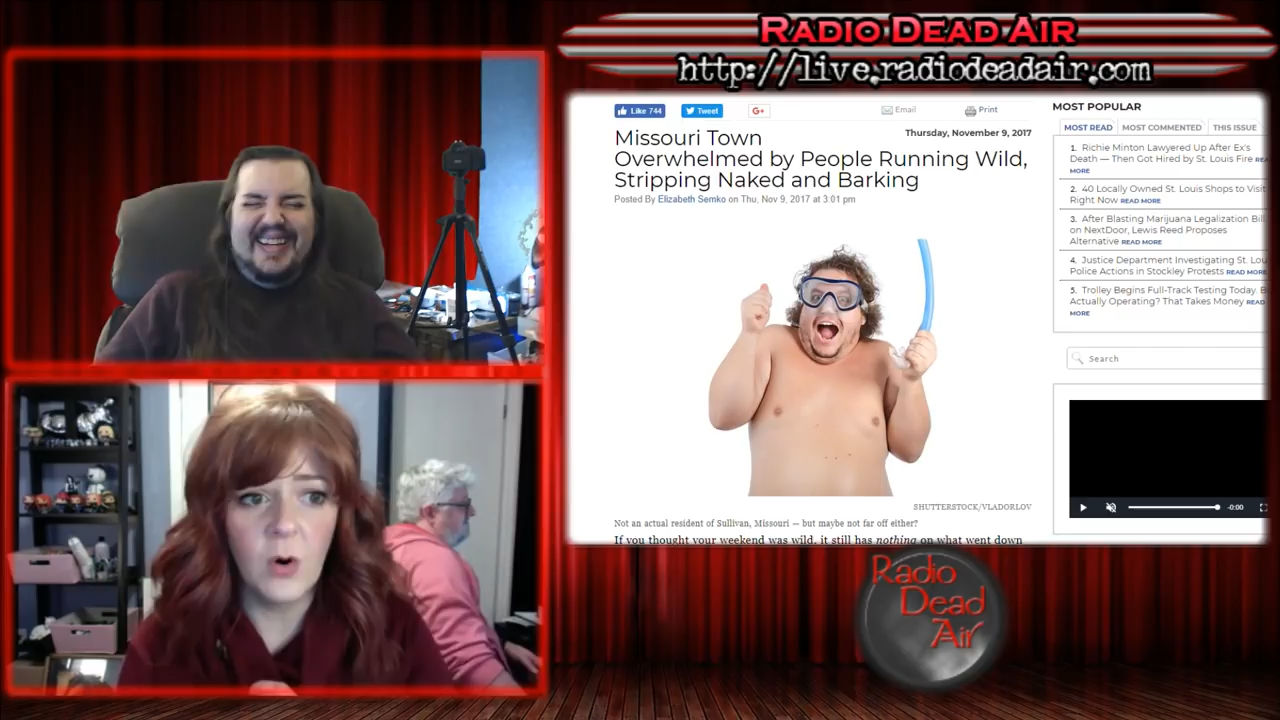 RADIO DEAD AIR
http://live.radiodeadair.com
Like 744
Tweet
G+
Email
Print
Missouri Town
Overwhelmed by People Running Wild,
Stripping Naked and Barking
Thursday, November 9, 2017
Posted By Elizabeth Semko on Thu, Nov 9, 2017 at 3:01 pm
SHUTTERSTOCK/VLADORLOV
Not an actual resident of Sullivan, Missouri — but maybe not far off either?
If you thought your weekend was wild, it still has nothing on what went down
MOST POPULAR
MOST READ
MOST COMMENTED
THIS ISSUE
1. Richie Minton Lawyered Up After Ex's
Death — Then Got Hired by St. Louis Fire REA
MORE
2. 40 Locally Owned St. Louis Shops to Visit
Right Now READ MORE
3. After Blasting Marijuana Legalization Bill
on NextDoor, Lewis Reed Proposes
Alternative READ MORE
4. Justice Department Investigating St. Lou
Police Actions in Stockley Protests READ MORE
5. Trolley Begins Full-Track Testing Today. B
Actually Operating? That Takes Money READ
MORE
Search
-0:00
Radio
Dead
Air